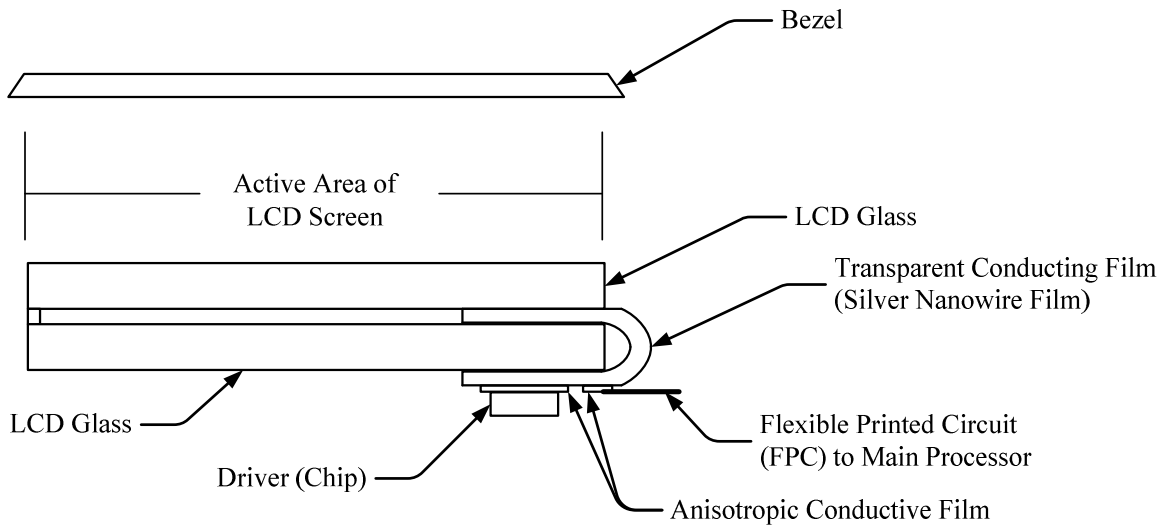 Bezel
Active Area of
LCD Screen
LCD Glass
Transparent Conducting Film
(Silver Nanowire Film)
LCD Glass
Flexible Printed Circuit
(FPC) to Main Processor
Driver (Chip)
Anisotropic Conductive Film